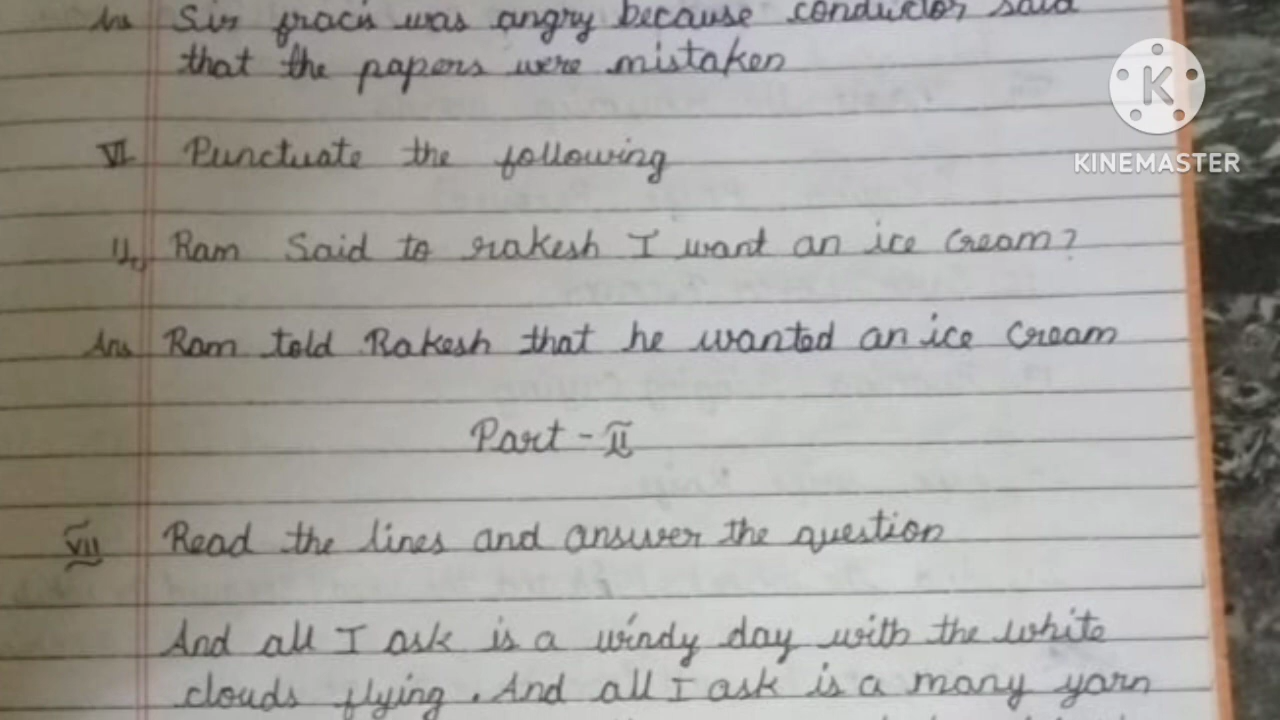 Ans Sir fracis was angry because conductor said
that the papers were mistaken
VI Punctuate the following
1). Ram Said to rakesh I want an ice Cream?
Ans Ram told Rakesh that he wanted an ice Cream
Part - II
VII Read the lines and answer the question
And all I ask is a windy day with the white
clouds flying . And all I ask is a many yarn
K
KINEMASTER